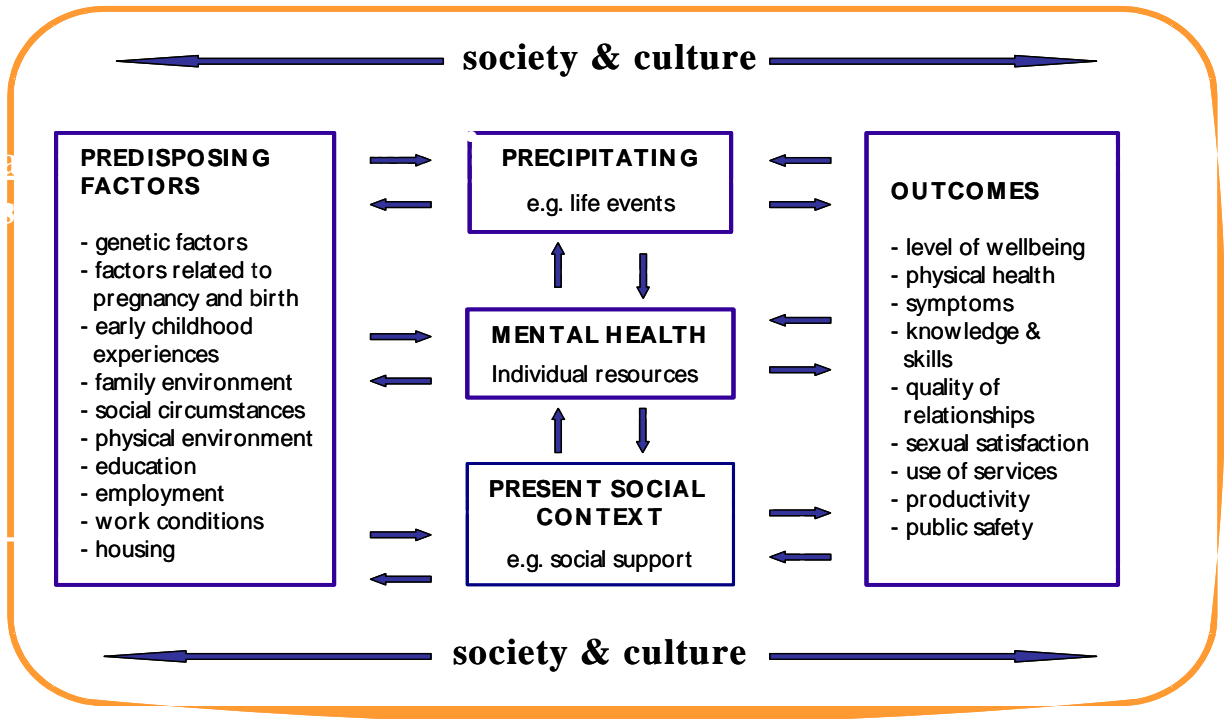 society & culture
PREDISPOSING
FACTORS
- genetic factors
- factors related to
pregnancy and birth
- early childhood
experiences
- family environment
- social circumstances
- physical environment
- education
- employment
- work conditions
- housing
PRECIPITATING
e.g. life events
MENTAL HEALTH
Individual resources
PRESENT SOCIAL
CONTEXT
e.g. social support
OUTCOMES
- level of wellbeing
- physical health
- symptoms
- knowledge &
skills
- quality of
relationships
- sexual satisfaction
- use of services
- productivity
- public safety
society & culture